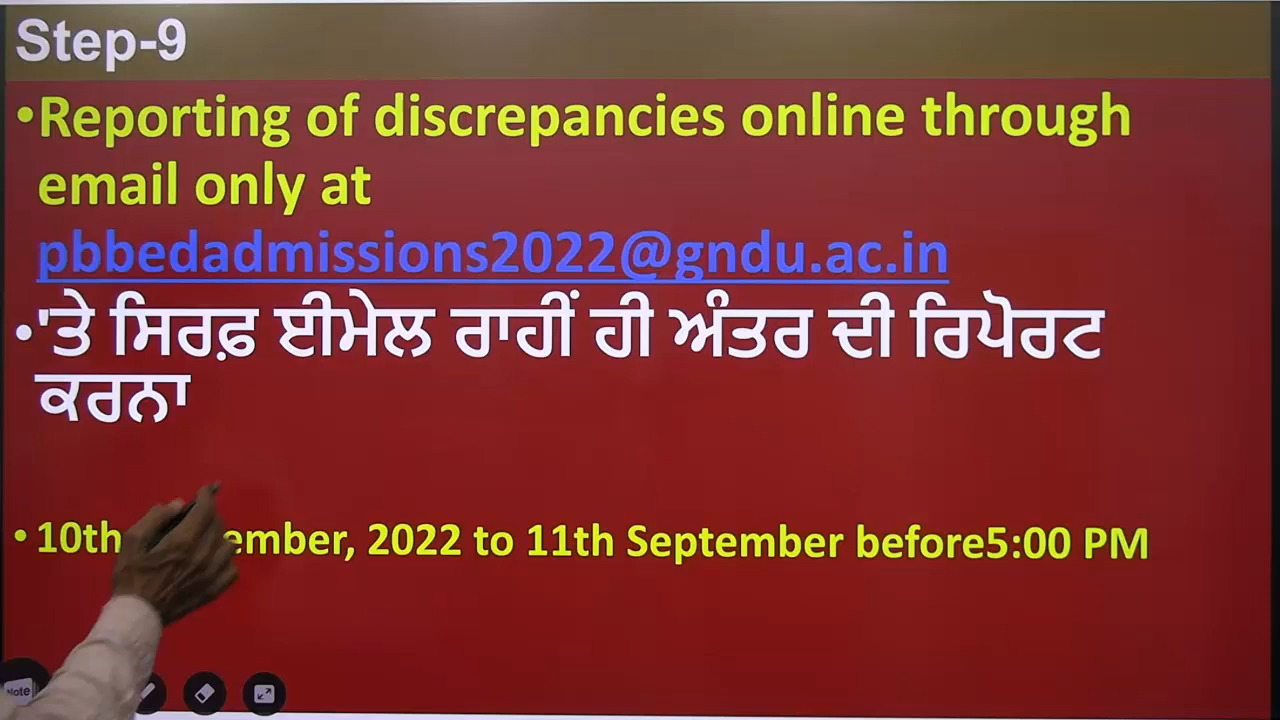 Step-9
•Reporting of discrepancies online through
email only at
pbbedadmissions2022@gndu.ac.in
•'ਤੇ ਸਿਰਫ਼ ਈਮੇਲ ਰਾਹੀਂ ਹੀ ਅੰਤਰ ਦੀ ਰਿਪੋਰਟ
ਕਰਨਾ
• 10th ember, 2022 to 11th September before5:00 PM
Note